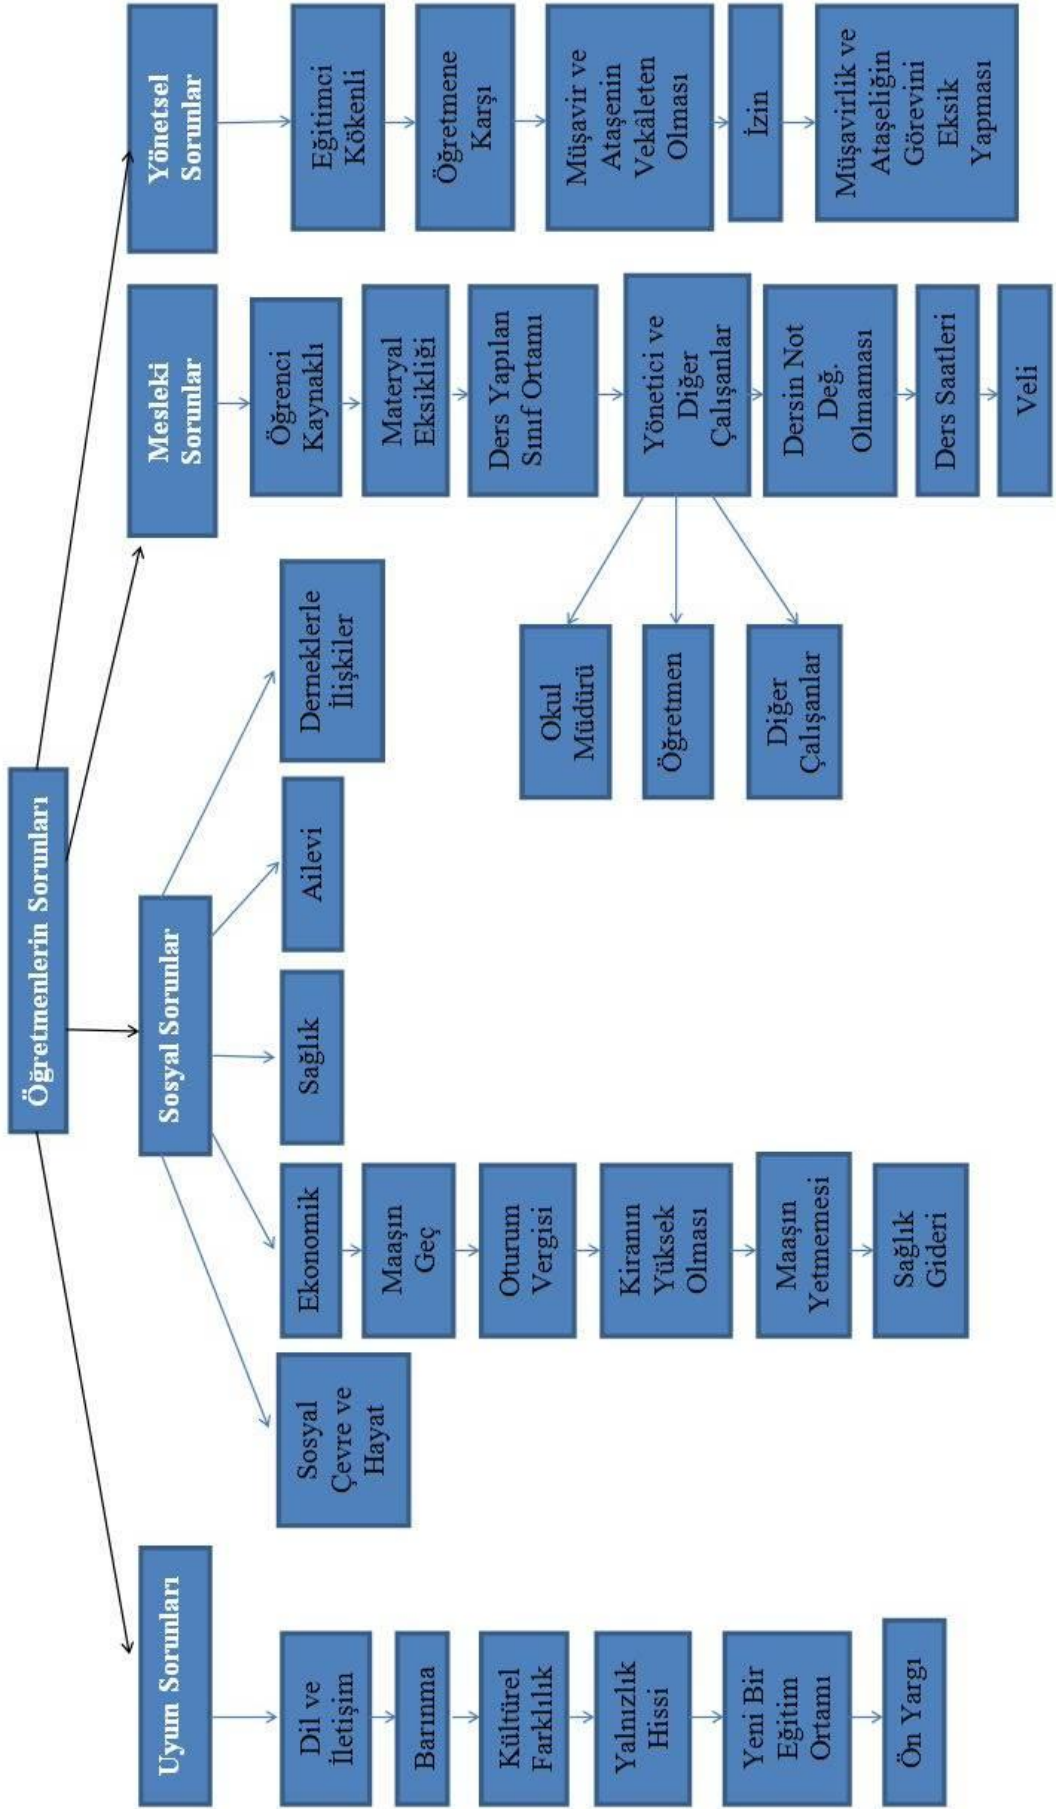 Öğretmenlerin Sorunları
Uyum Sorunları
Dil ve
İletişim
Barınma
Kültürel
Farklılık
Yalnızlık
Hissi
Yeni Bir
Eğitim
Ortamı
Ön Yargı
Sosyal Sorunlar
Sosyal
Çevre ve
Hayat
Ekonomik
Maaşın
Geç
Oturum
Vergisi
Kiranın
Yüksek
Olması
Maaşın
Yetmemesi
Sağlık
Gideri
Sağlık
Ailevi
Derneklerle
İlişkiler
Mesleki
Sorunlar
Öğrenci
Kaynaklı
Materyal
Eksikliği
Ders Yapılan
Sınıf Ortamı
Yönetici ve
Diğer
Çalışanlar
Okul
Müdürü
Öğretmen
Diğer
Çalışanlar
Dersin Not
Değ.
Olmaması
Ders Saatleri
Veli
Yönetsel
Sorunlar
Eğitimci
Kökenli
Öğretmene
Karşı
Müşavir ve
Ataşenin
Vekâleten
Olması
İzin
Müşavirlik ve
Ataşeliğin
Görevini
Eksik
Yapması